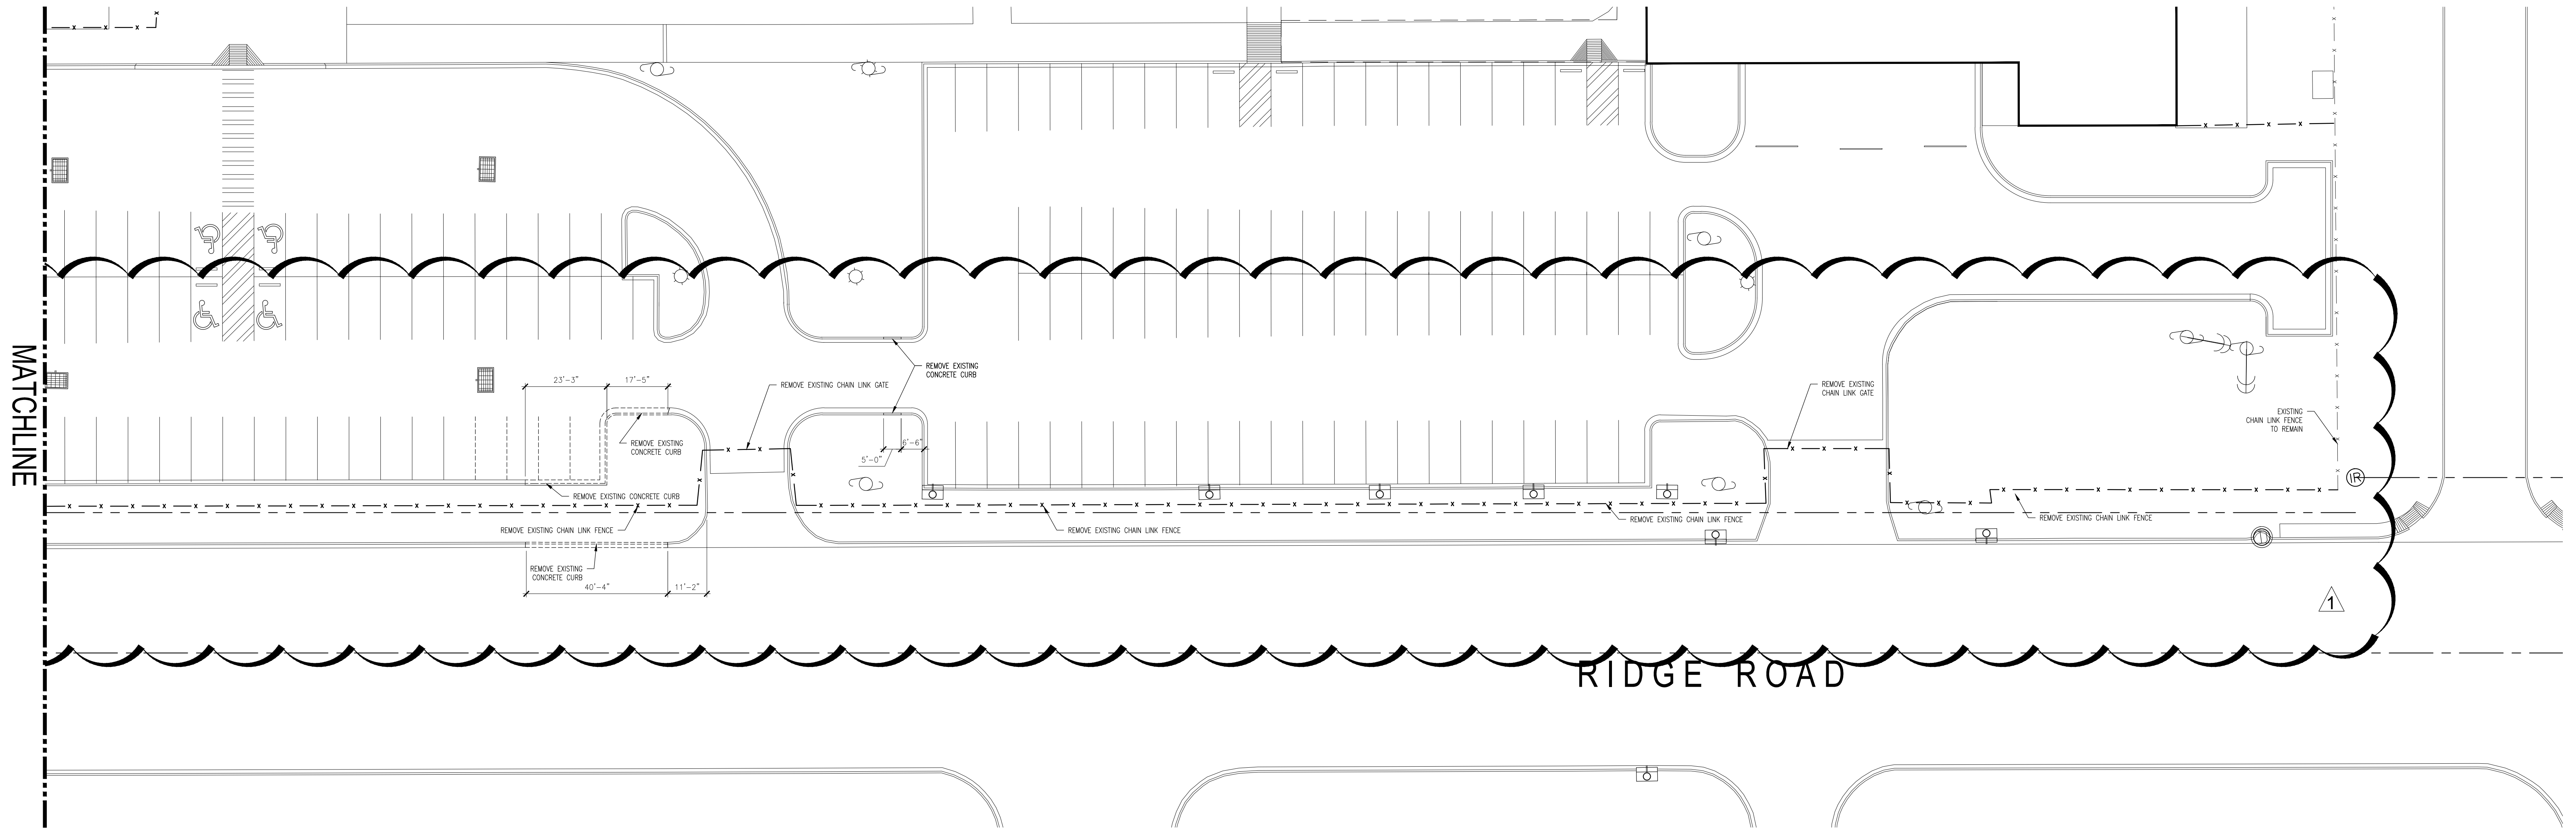 MATCHLINE
23'-3"
17'-5"
REMOVE EXISTING CHAIN LINK GATE
REMOVE EXISTING
CONCRETE CURB
REMOVE EXISTING
CHAIN LINK GATE
EXISTING
CHAIN LINK FENCE
TO REMAIN
REMOVE EXISTING
CONCRETE CURB
6'-6"
5'-0"
IR
REMOVE EXISTING CONCRETE CURB
REMOVE EXISTING CHAIN LINK FENCE
REMOVE EXISTING CHAIN LINK FENCE
REMOVE EXISTING CHAIN LINK FENCE
REMOVE EXISTING CHAIN LINK FENCE
REMOVE EXISTING
CONCRETE CURB
40'-4"
11'-2"
1
RIDGE ROAD